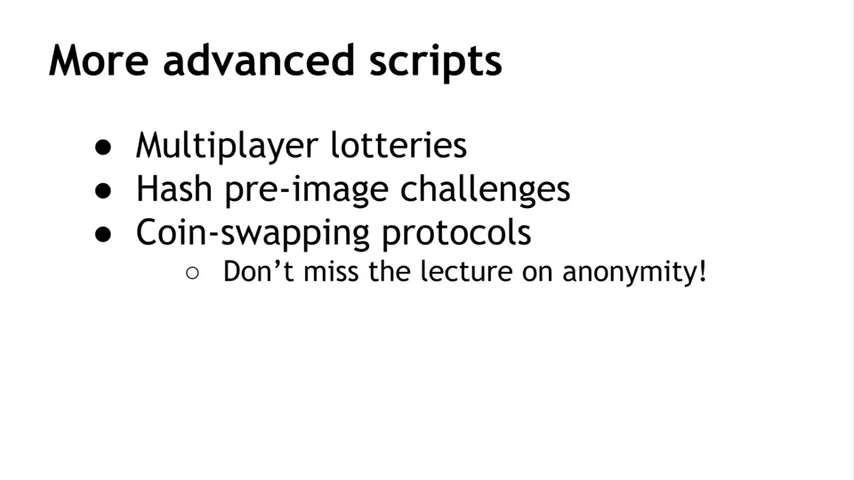 More advanced scripts
● Multiplayer lotteries
● Hash pre-image challenges
● Coin-swapping protocols
○ Don't miss the lecture on anonymity!